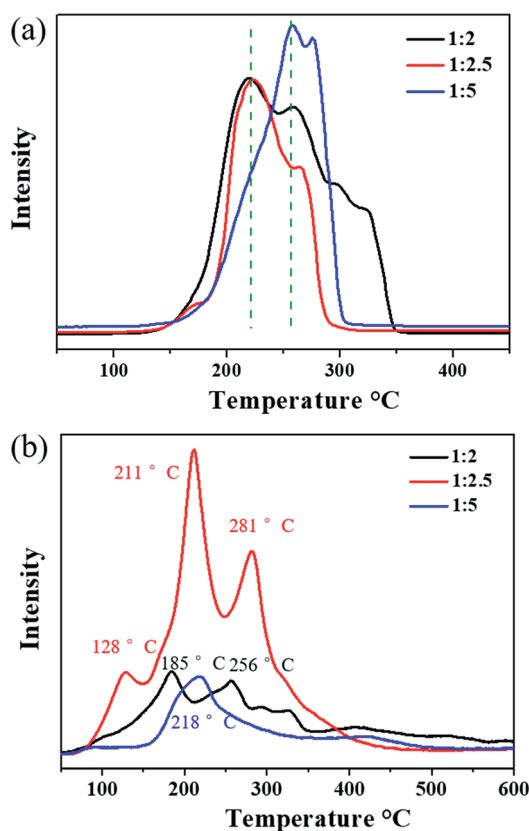 (a)
1:2
1:2.5
1:5
Intensity
100 200 300 400
Temperature °C
(b)
211 ° C
1:2
1:2.5
1:5
281 ° C
128 ° C
185 ° C 256 ° C
218 ° C
Intensity
100 200 300 400 500 600
Temperature °C